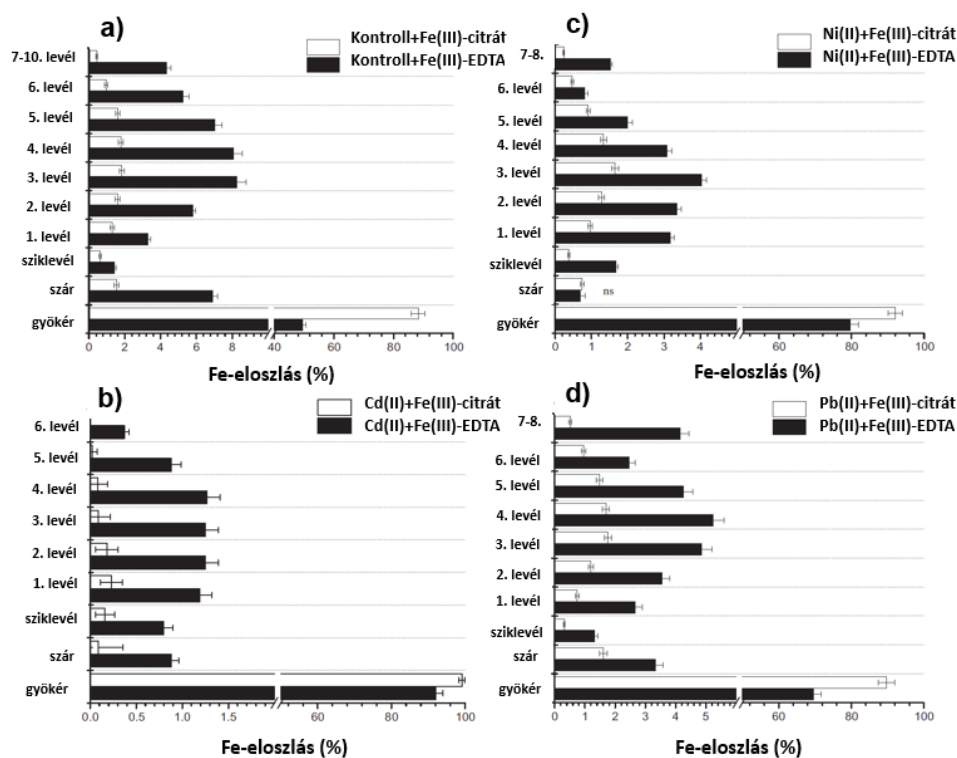 a)
Kontroll+Fe(III)-citrát
Kontroll+Fe(III)-EDTA
7-10. levél
6. levél
5. levél
4. levél
3. levél
2. levél
1. levél
sziklevél
szár
gyökér
0 2 4 6 8 40 60 80 100
Fe-eloszlás (%)
c)
Ni(II)+Fe(III)-citrát
Ni(II)+Fe(III)-EDTA
7-8.
6. levél
5. levél
4. levél
3. levél
2. levél
1. levél
sziklevél
szár
ns
gyökér
0 1 2 3 4 60 80 100
Fe-eloszlás (%)
b)
Cd(II)+Fe(III)-citrát
Cd(II)+Fe(III)-EDTA
6. levél
5. levél
4. levél
3. levél
2. levél
1. levél
sziklevél
szár
gyökér
0.0 0.5 1.0 1.5 60 80 100
Fe-eloszlás (%)
d)
Pb(II)+Fe(III)-citrát
Pb(II)+Fe(III)-EDTA
7-8.
6. levél
5. levél
4. levél
3. levél
2. levél
1. levél
sziklevél
szár
gyökér
0 1 2 3 4 5 60 80 100
Fe-eloszlás (%)